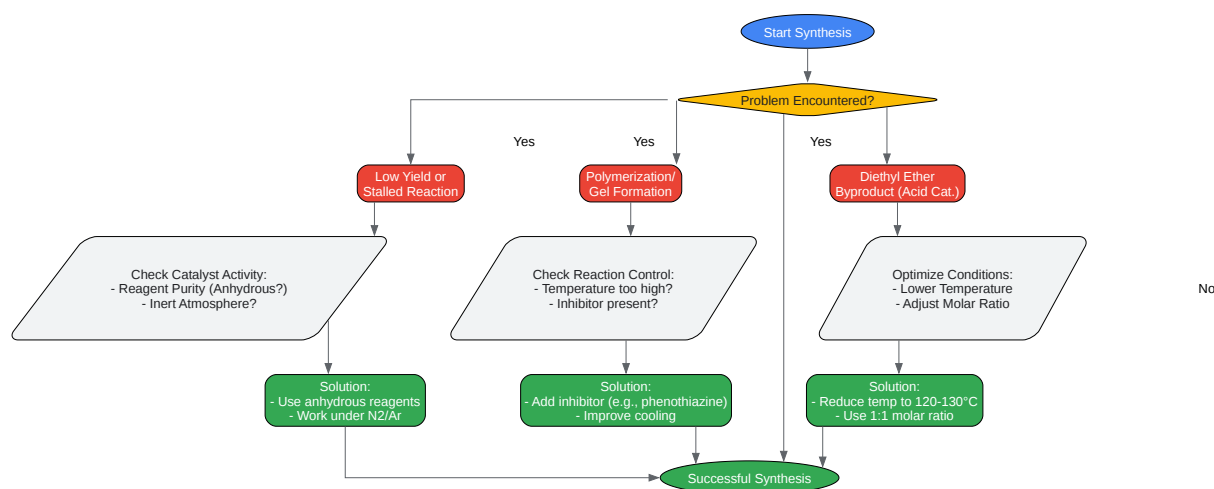 Start Synthesis
Problem Encountered?
Yes
Yes
Yes
Low Yield or
Stalled Reaction
Polymerization/
Gel Formation
Diethyl Ether
Byproduct (Acid Cat.)
Check Catalyst Activity:
- Reagent Purity (Anhydrous?)
- Inert Atmosphere?
Check Reaction Control:
- Temperature too high?
- Inhibitor present?
Optimize Conditions:
- Lower Temperature
- Adjust Molar Ratio
No
Solution:
- Use anhydrous reagents
- Work under N2/Ar
Solution:
- Add inhibitor (e.g., phenothiazine)
- Improve cooling
Solution:
- Reduce temp to 120-130°C
- Use 1:1 molar ratio
Successful Synthesis